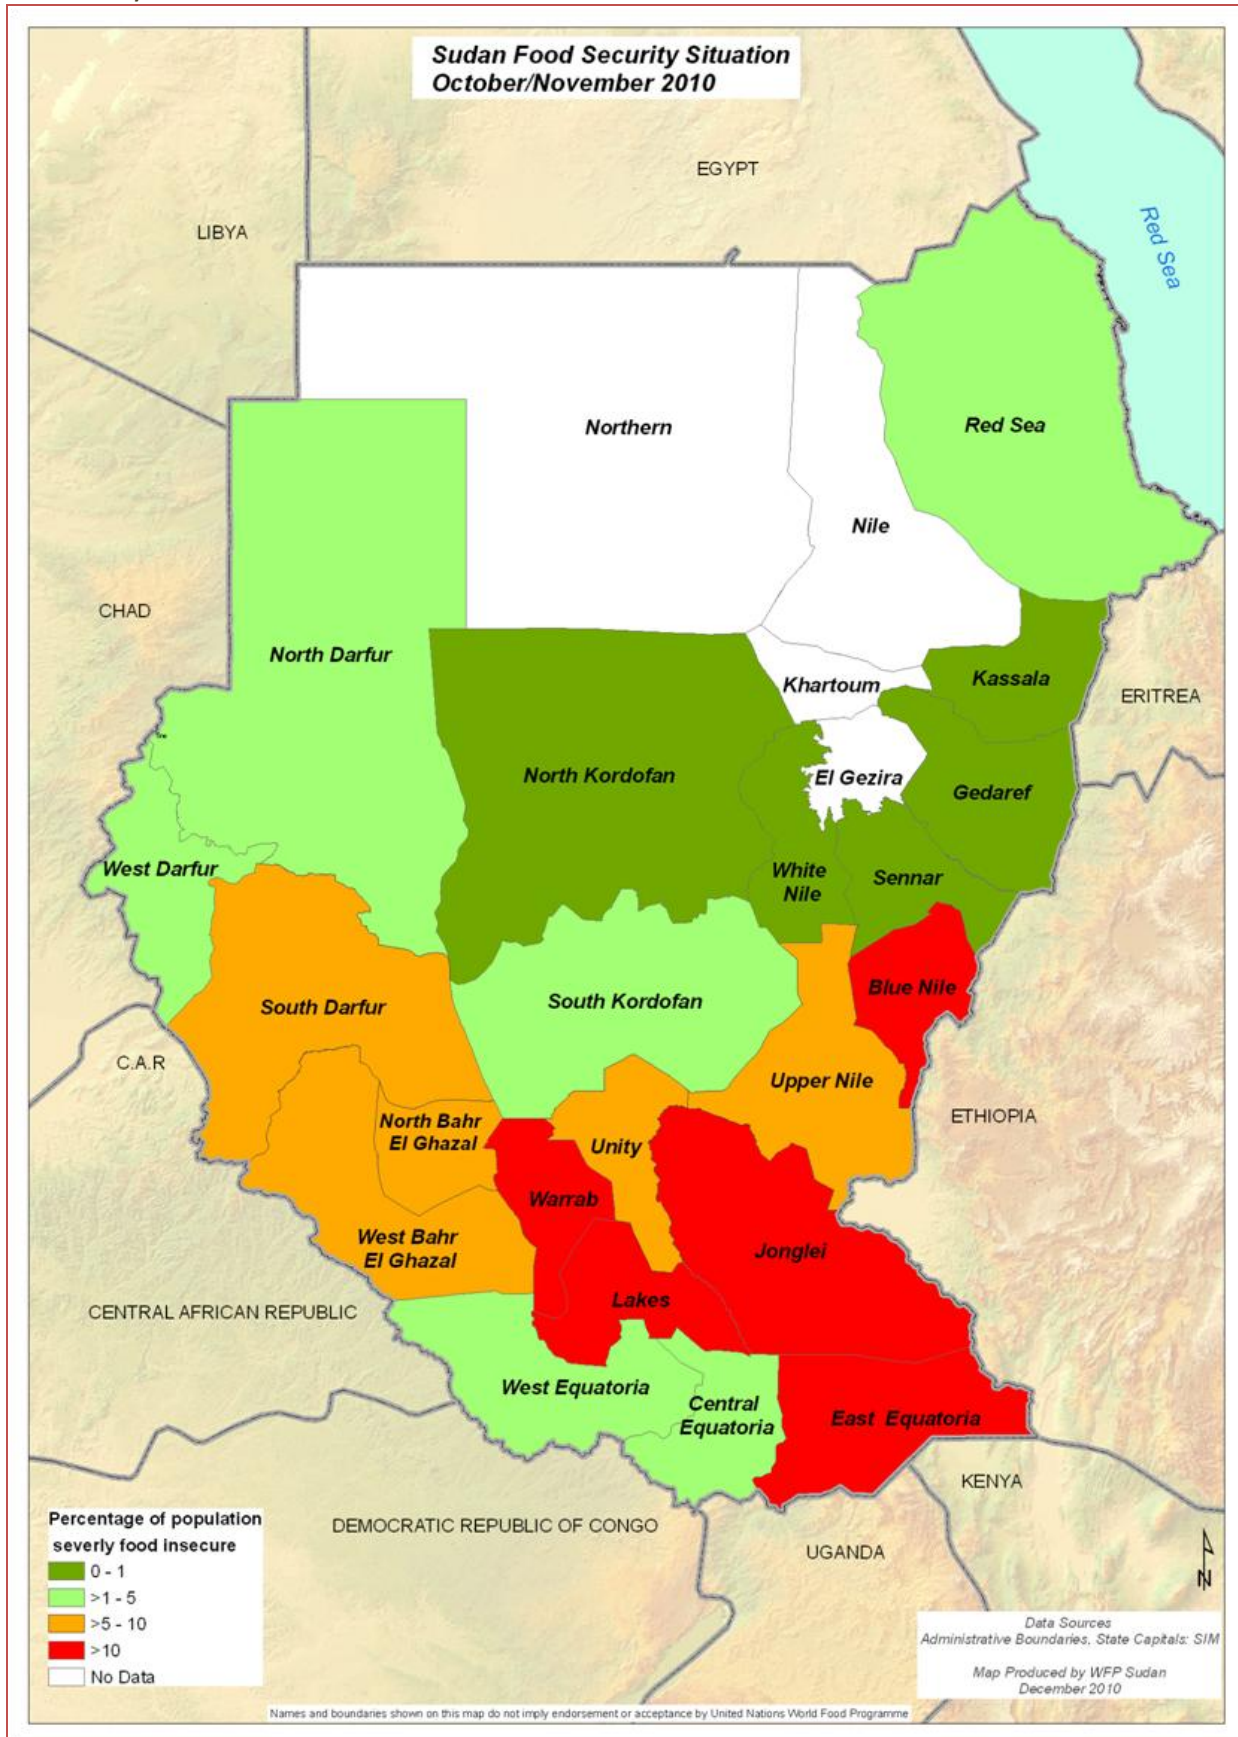 Sudan Food Security Situation
October/November 2010
EGYPT
LIBYA
Red Sea
Northern
Red Sea
Nile
CHAD
North Darfur
Khartoum
Kassala
ERITREA
North Kordofan
El Gezira
Gedaref
West Darfur
White
Nile
Sennar
South Darfur
South Kordofan
Blue Nile
C.A.R
Upper Nile
ETHIOPIA
North Bahr
El Ghazal
Unity
Warrab
West Bahr
El Ghazal
Jonglei
Lakes
CENTRAL AFRICAN REPUBLIC
West Equatoria
Central
Equatoria
East Equatoria
KENYA
DEMOCRATIC REPUBLIC OF CONGO
UGANDA
Percentage of population
severly food insecure
0 - 1
>1 - 5
>5 - 10
>10
No Data
N
Data Sources
Administrative Boundaries, State Capitals: SIM
Map Produced by WFP Sudan
December 2010
Names and boundaries shown on this map do not imply endorsement or acceptance by United Nations World Food Programme